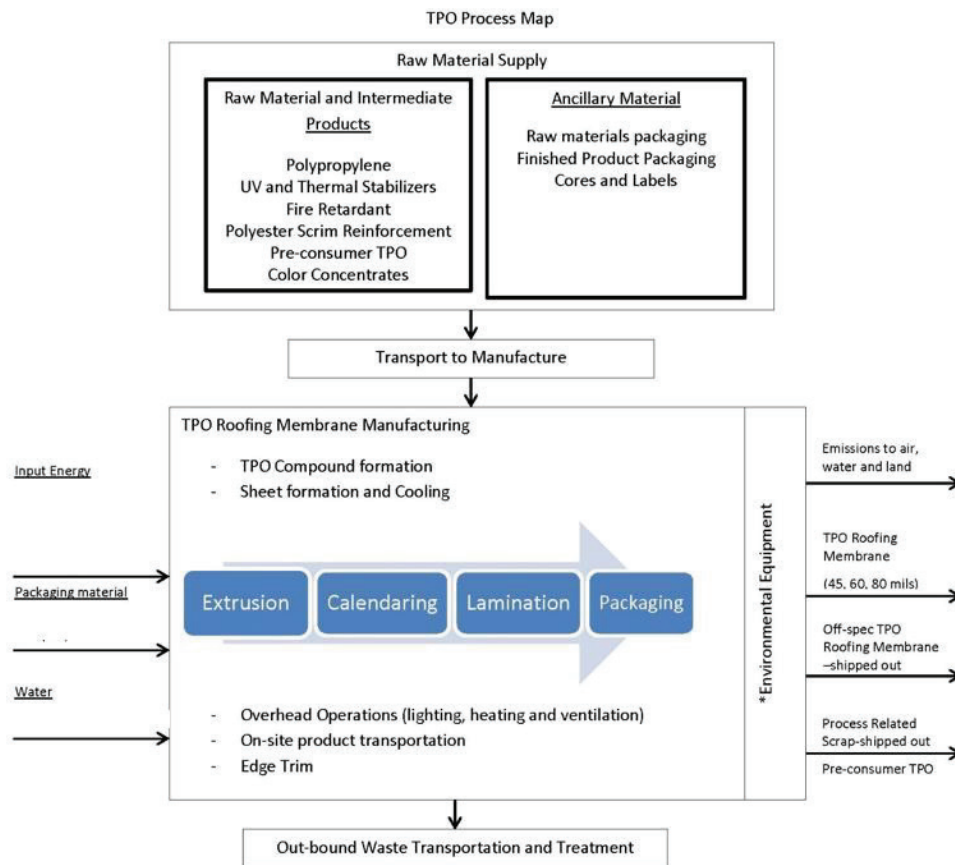 TPO Process Map
Raw Material Supply
Raw Material and Intermediate
Products
Polypropylene
UV and Thermal Stabilizers
Fire Retardant
Polyester Scrim Reinforcement
Pre-consumer TPO
Color Concentrates
Ancillary Material
Raw materials packaging
Finished Product Packaging
Cores and Labels
Transport to Manufacture
TPO Roofing Membrane Manufacturing
- TPO Compound formation
- Sheet formation and Cooling
Input Energy
Packaging material
Water
Extrusion
Calendaring
Lamination
Packaging
- Overhead Operations (lighting, heating and ventilation)
- On-site product transportation
- Edge Trim
*Environmental Equipment
Emissions to air,
water and land
TPO Roofing
Membrane
(45, 60, 80 mils)
Off-spec TPO
Roofing Membrane
–shipped out
Process Related
Scrap-shipped out
Pre-consumer TPO
Out-bound Waste Transportation and Treatment